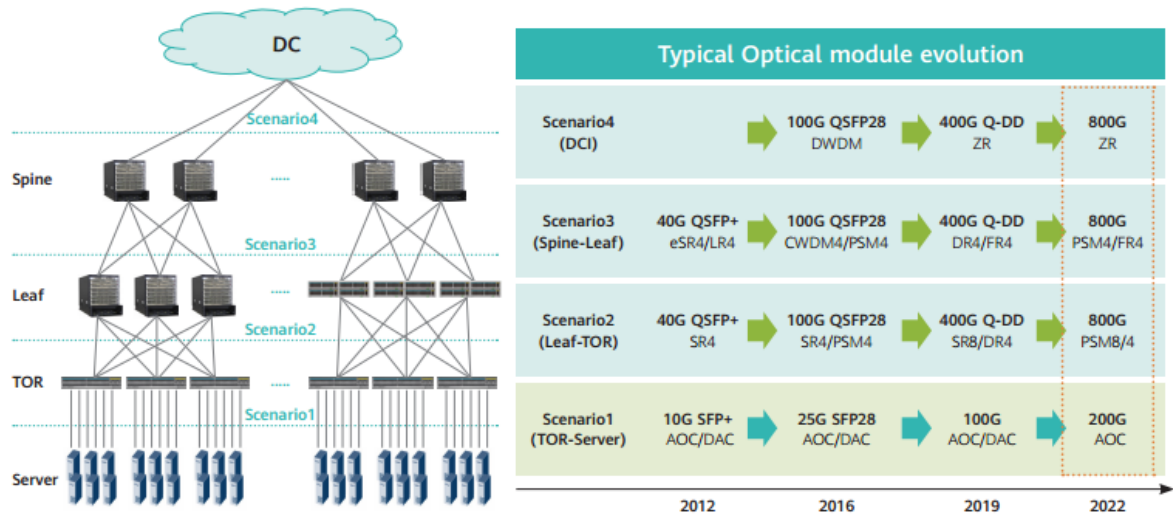 DC
Scenario4
Spine
.....
Scenario3
Leaf
.....
Scenario2
TOR
.....
Scenario1
Server
Typical Optical module evolution
Scenario4
(DCI)
100G QSFP28
DWDM
400G Q-DD
ZR
800G
ZR
Scenario3
(Spine-Leaf)
40G QSFP+
eSR4/LR4
100G QSFP28
CWDM4/PSM4
400G Q-DD
DR4/FR4
800G
PSM4/FR4
Scenario2
(Leaf-TOR)
40G QSFP+
SR4
100G QSFP28
SR4/PSM4
400G Q-DD
SR8/DR4
800G
PSM8/4
Scenario1
(TOR-Server)
10G SFP+
AOC/DAC
25G SFP28
AOC/DAC
100G
AOC/DAC
200G
AOC
2012
2016
2019
2022